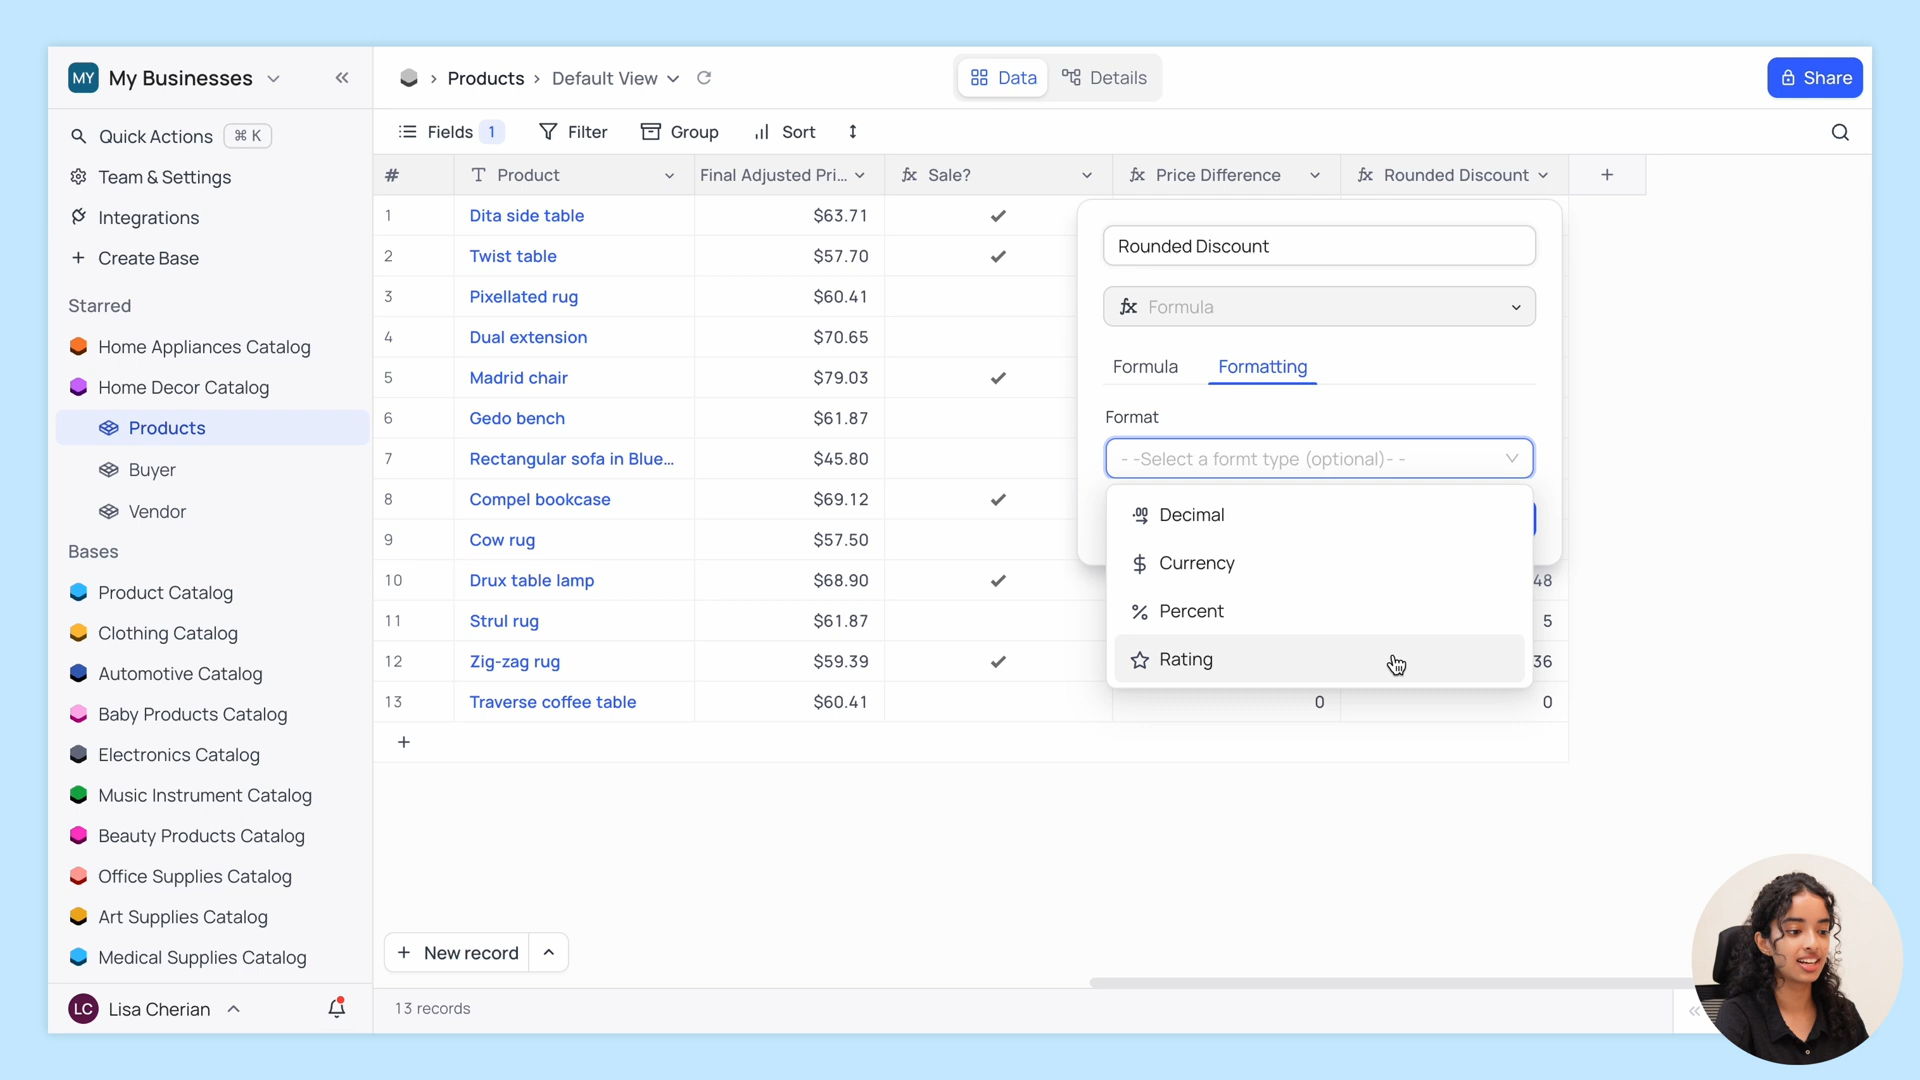 MY My Businesses
Products Default View
Data Details
Share
Quick Actions ⌘ K
Team & Settings
Integrations
+ Create Base
Starred
Home Appliances Catalog
Home Decor Catalog
Products
Buyer
Vendor
Bases
Product Catalog
Clothing Catalog
Automotive Catalog
Baby Products Catalog
Electronics Catalog
Music Instrument Catalog
Beauty Products Catalog
Office Supplies Catalog
Art Supplies Catalog
Medical Supplies Catalog
LC Lisa Cherian
Fields 1 Filter Group Sort
# Product Final Adjusted Pri... fx Sale? fx Price Difference fx Rounded Discount +
1 Dita side table $63.71 ✔
2 Twist table $57.70 ✔
3 Pixellated rug $60.41
4 Dual extension $70.65
5 Madrid chair $79.03 ✔
6 Gedo bench $61.87
7 Rectangular sofa in Blue... $45.80
8 Compel bookcase $69.12 ✔
9 Cow rug $57.50
10 Drux table lamp $68.90 ✔ 48
11 Strul rug $61.87 5
12 Zig-zag rug $59.39 ✔ 36
13 Traverse coffee table $60.41 0 0
+
Rounded Discount
fx Formula
Formula Formatting
Format
- -Select a formt type (optional)- -
.00 Decimal
$ Currency
% Percent
Rating
+ New record
13 records